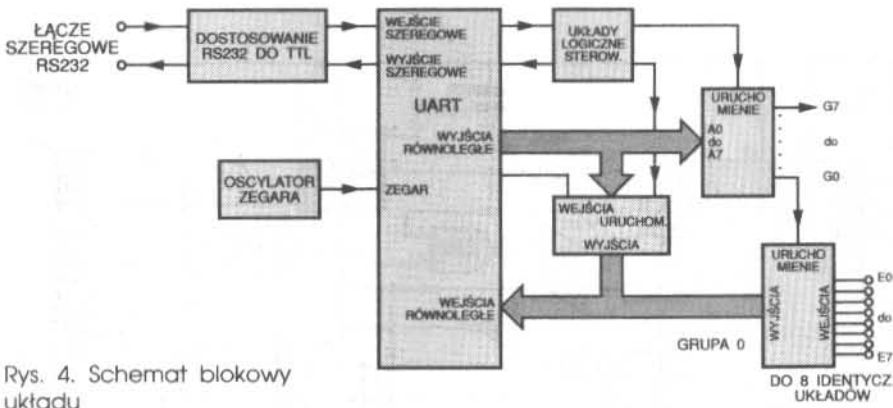 ŁĄCZE
SZEREGOWE
RS232
DOSTOSOWANIE
RS232 DO TTL
WEJŚCIE
SZEREGOWE
WYJŚCIE
SZEREGOWE
UART
WYJŚCIA
RÓWNOLEGŁE
ZEGAR
WEJŚCIA
RÓWNOLEGŁE
OSCYLATOR
ZEGARA
UKŁADY
LOGICZNE
STEROW.
WEJŚCIA
URUCHOM.
WYJŚCIA
URUCHO
MIENIE
A0
do
A7
G7
do
G0
URUCHO
MIENIE
WYJŚCIA
WEJŚCIA
E0
do
E7
GRUPA 0
DO 8 IDENTYCZ.
UKŁADÓW
Rys. 4. Schemat blokowy
układu